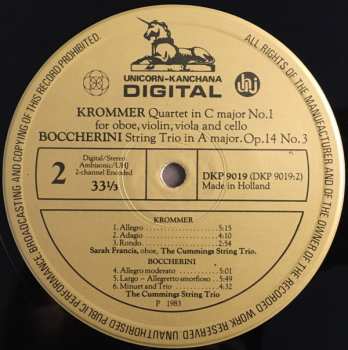 ALL RIGHTS OF THE MANUFACTURER AND OF THE OWNER OF THE RECORDED WORK RESERVED UNAUTHORISED PUBLIC PERFORMANCE, BROADCASTING AND COPYING OF THIS RECORD PROHIBITED.
UNICORN-KANCHANA
DIGITAL
uhj
KROMMER Quartet in C major No.1
for oboe, violin, viola and cello
BOCCHERINI String Trio in A major. Op.14 No.3
2
Digital/Stereo
Ambisonic/UHJ
2-channel Encoded
33⅓
DKP 9019 (DKP 9019:2)
Made in Holland
KROMMER
1. Allegro 5:15
2. Adagio 4:10
3. Rondo 2:54
Sarah Francis, oboe, The Cummings String Trio.
BOCCHERINI
4. Allegro moderato 5:01
5. Largo – Allegretto smorfioso 5:49
6. Minuet and Trio 4:32
The Cummings String Trio
P 1983